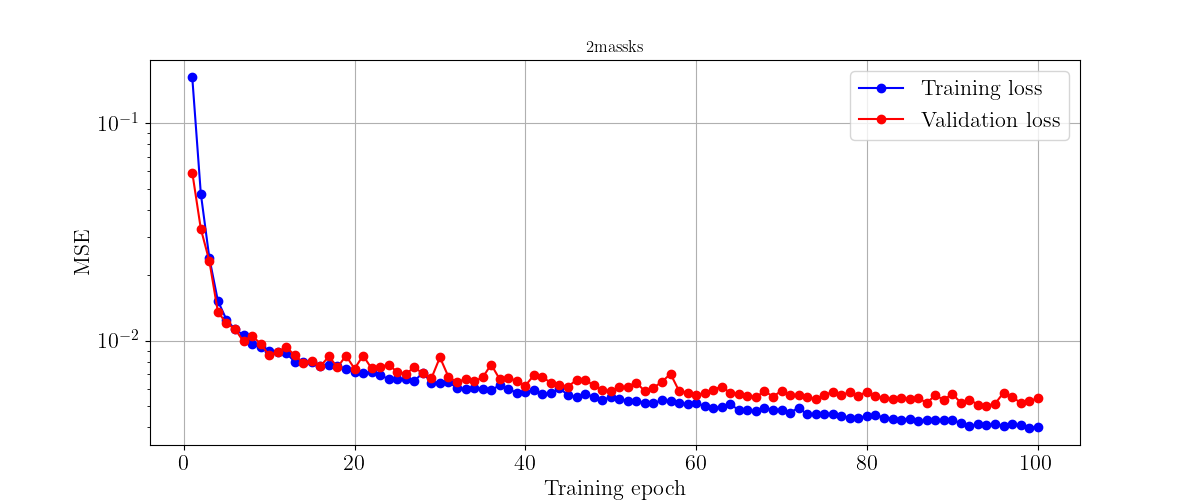 2massks
Training loss
Validation loss
10⁻¹
10⁻²
MSE
0 20 40 60 80 100
Training epoch